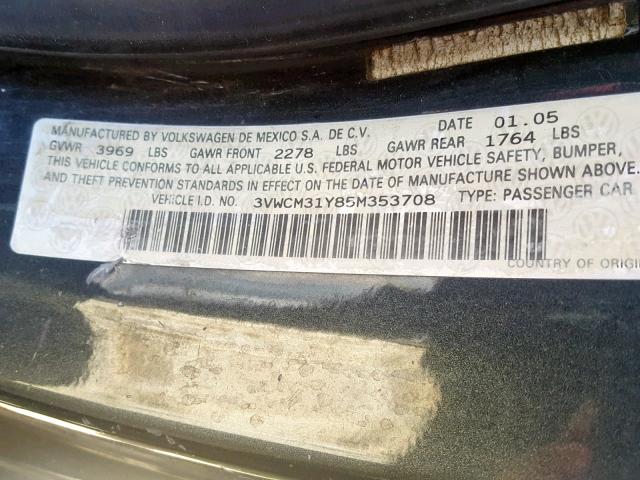 MANUFACTURED BY VOLKSWAGEN DE MEXICO S.A. DE C.V. DATE 01.05
GVWR 3969 LBS GAWR FRONT 2278 LBS GAWR REAR 1764 LBS
THIS VEHICLE CONFORMS TO ALL APPLICABLE U.S. FEDERAL MOTOR VEHICLE SAFETY, BUMPER,
AND THEFT PREVENTION STANDARDS IN EFFECT ON THE DATE OF MANUFACTURE SHOWN ABOVE.
VEHICLE I.D. NO. 3VWCM31Y85M353708 TYPE: PASSENGER CAR
COUNTRY OF ORIGI